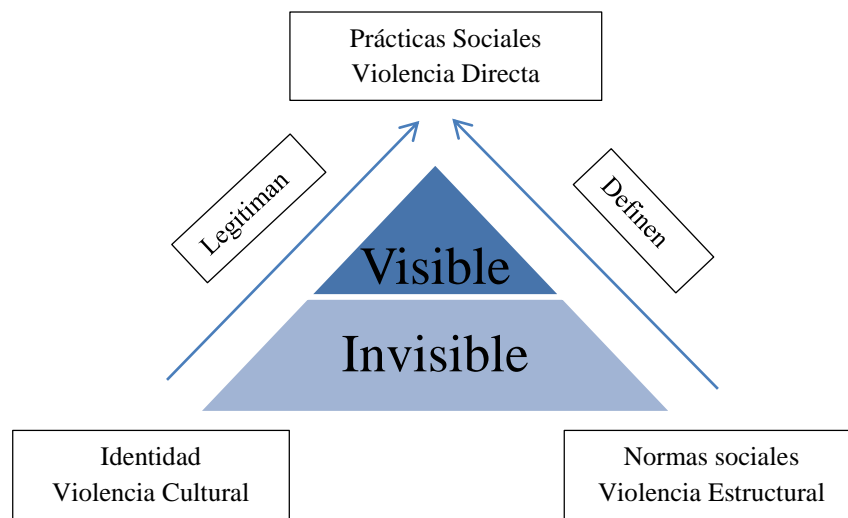 Prácticas Sociales
Violencia Directa
Legitiman
Definen
Visible
Invisible
Identidad
Violencia Cultural
Normas sociales
Violencia Estructural